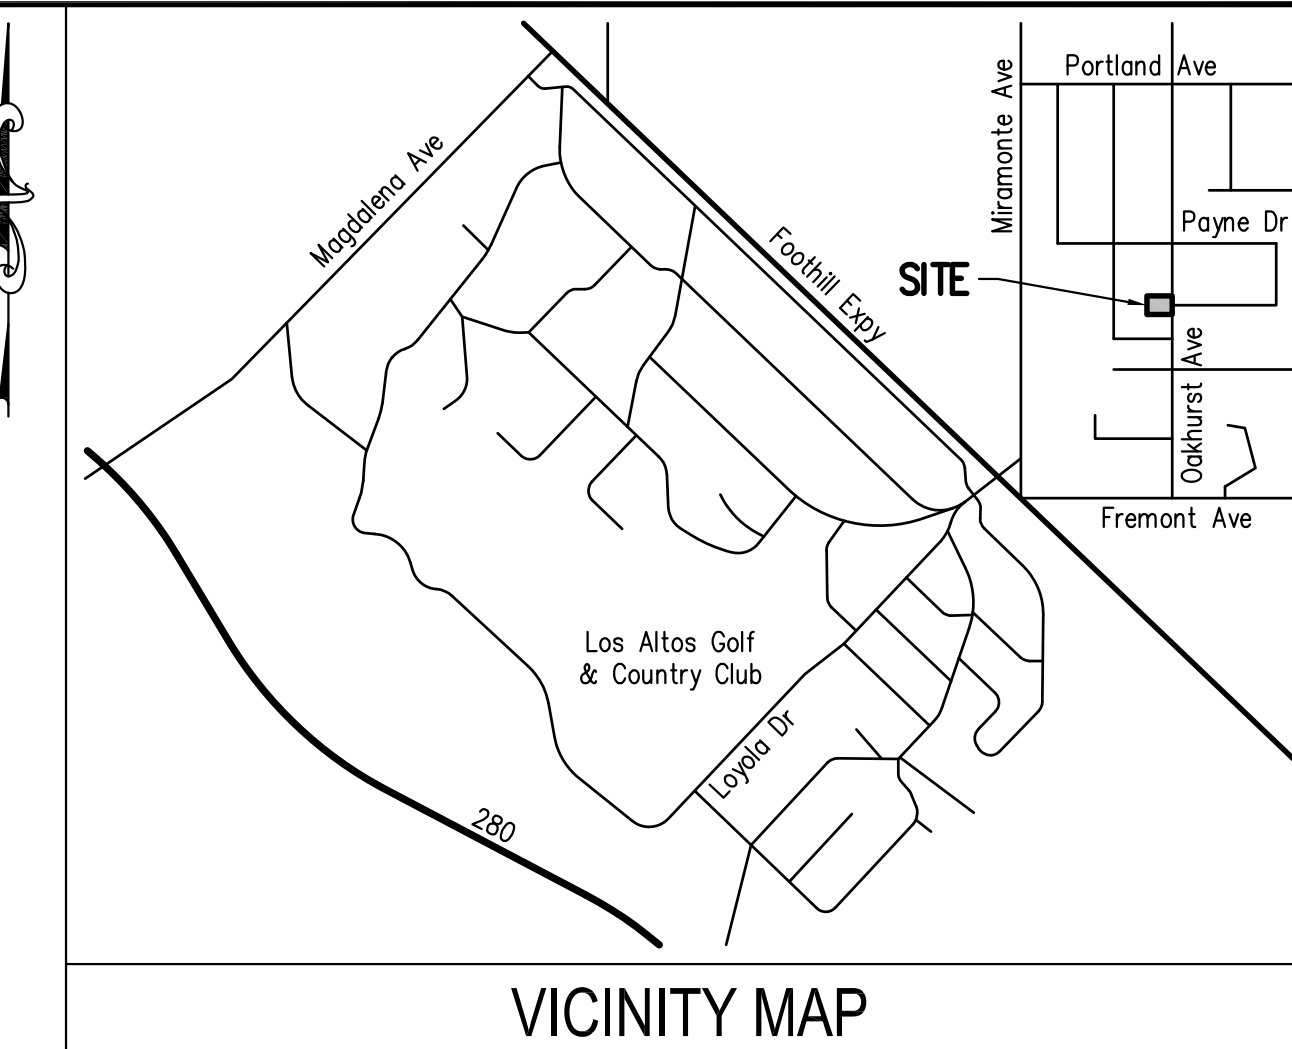 Portland Ave
Miramonte Ave
Magdalena Ave
Payne Dr
Foothill Expy
SITE
Oakhurst Ave
Fremont Ave
Los Altos Golf
& Country Club
Loyola Dr
280
VICINITY MAP